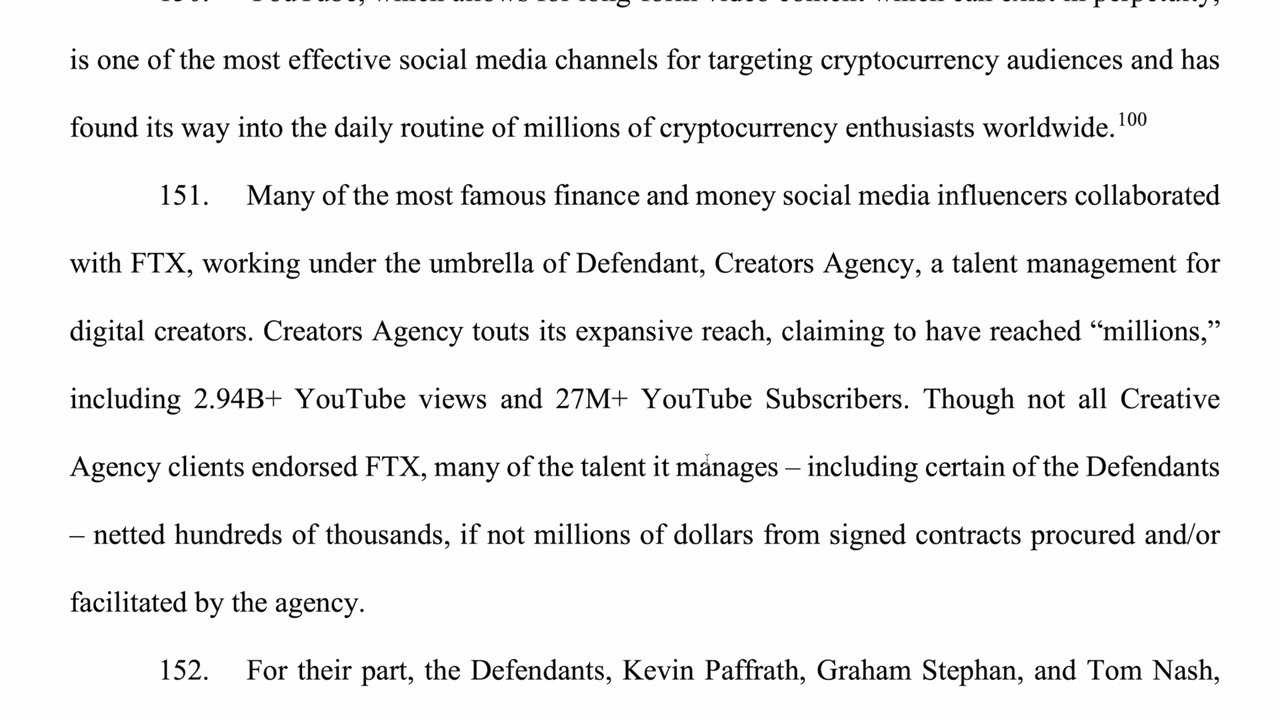 is one of the most effective social media channels for targeting cryptocurrency audiences and has
found its way into the daily routine of millions of cryptocurrency enthusiasts worldwide.100
151. Many of the most famous finance and money social media influencers collaborated
with FTX, working under the umbrella of Defendant, Creators Agency, a talent management for
digital creators. Creators Agency touts its expansive reach, claiming to have reached “millions,”
including 2.94B+ YouTube views and 27M+ YouTube Subscribers. Though not all Creative
Agency clients endorsed FTX, many of the talent it manages – including certain of the Defendants
– netted hundreds of thousands, if not millions of dollars from signed contracts procured and/or
facilitated by the agency.
152. For their part, the Defendants, Kevin Paffrath, Graham Stephan, and Tom Nash,